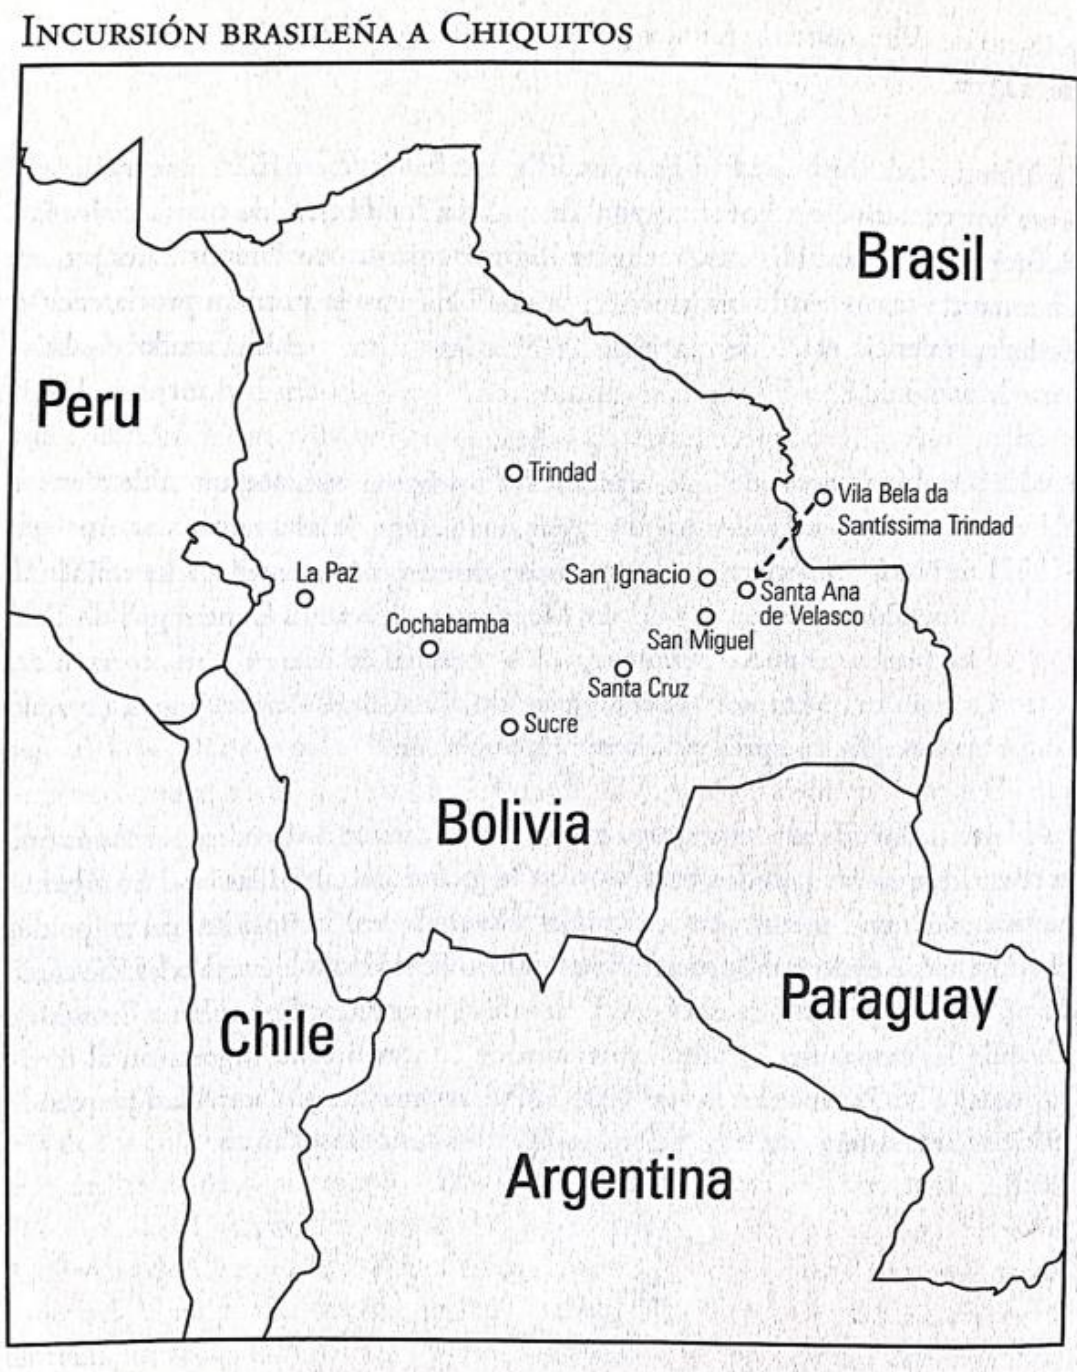 INCURSIÓN BRASILEÑA A CHIQUITOS
Brasil
Peru
Trindad
Vila Bela da
Santíssima Trindad
La Paz
San Ignacio
Santa Ana
de Velasco
Cochabamba
San Miguel
Santa Cruz
Sucre
Bolivia
Paraguay
Chile
Argentina